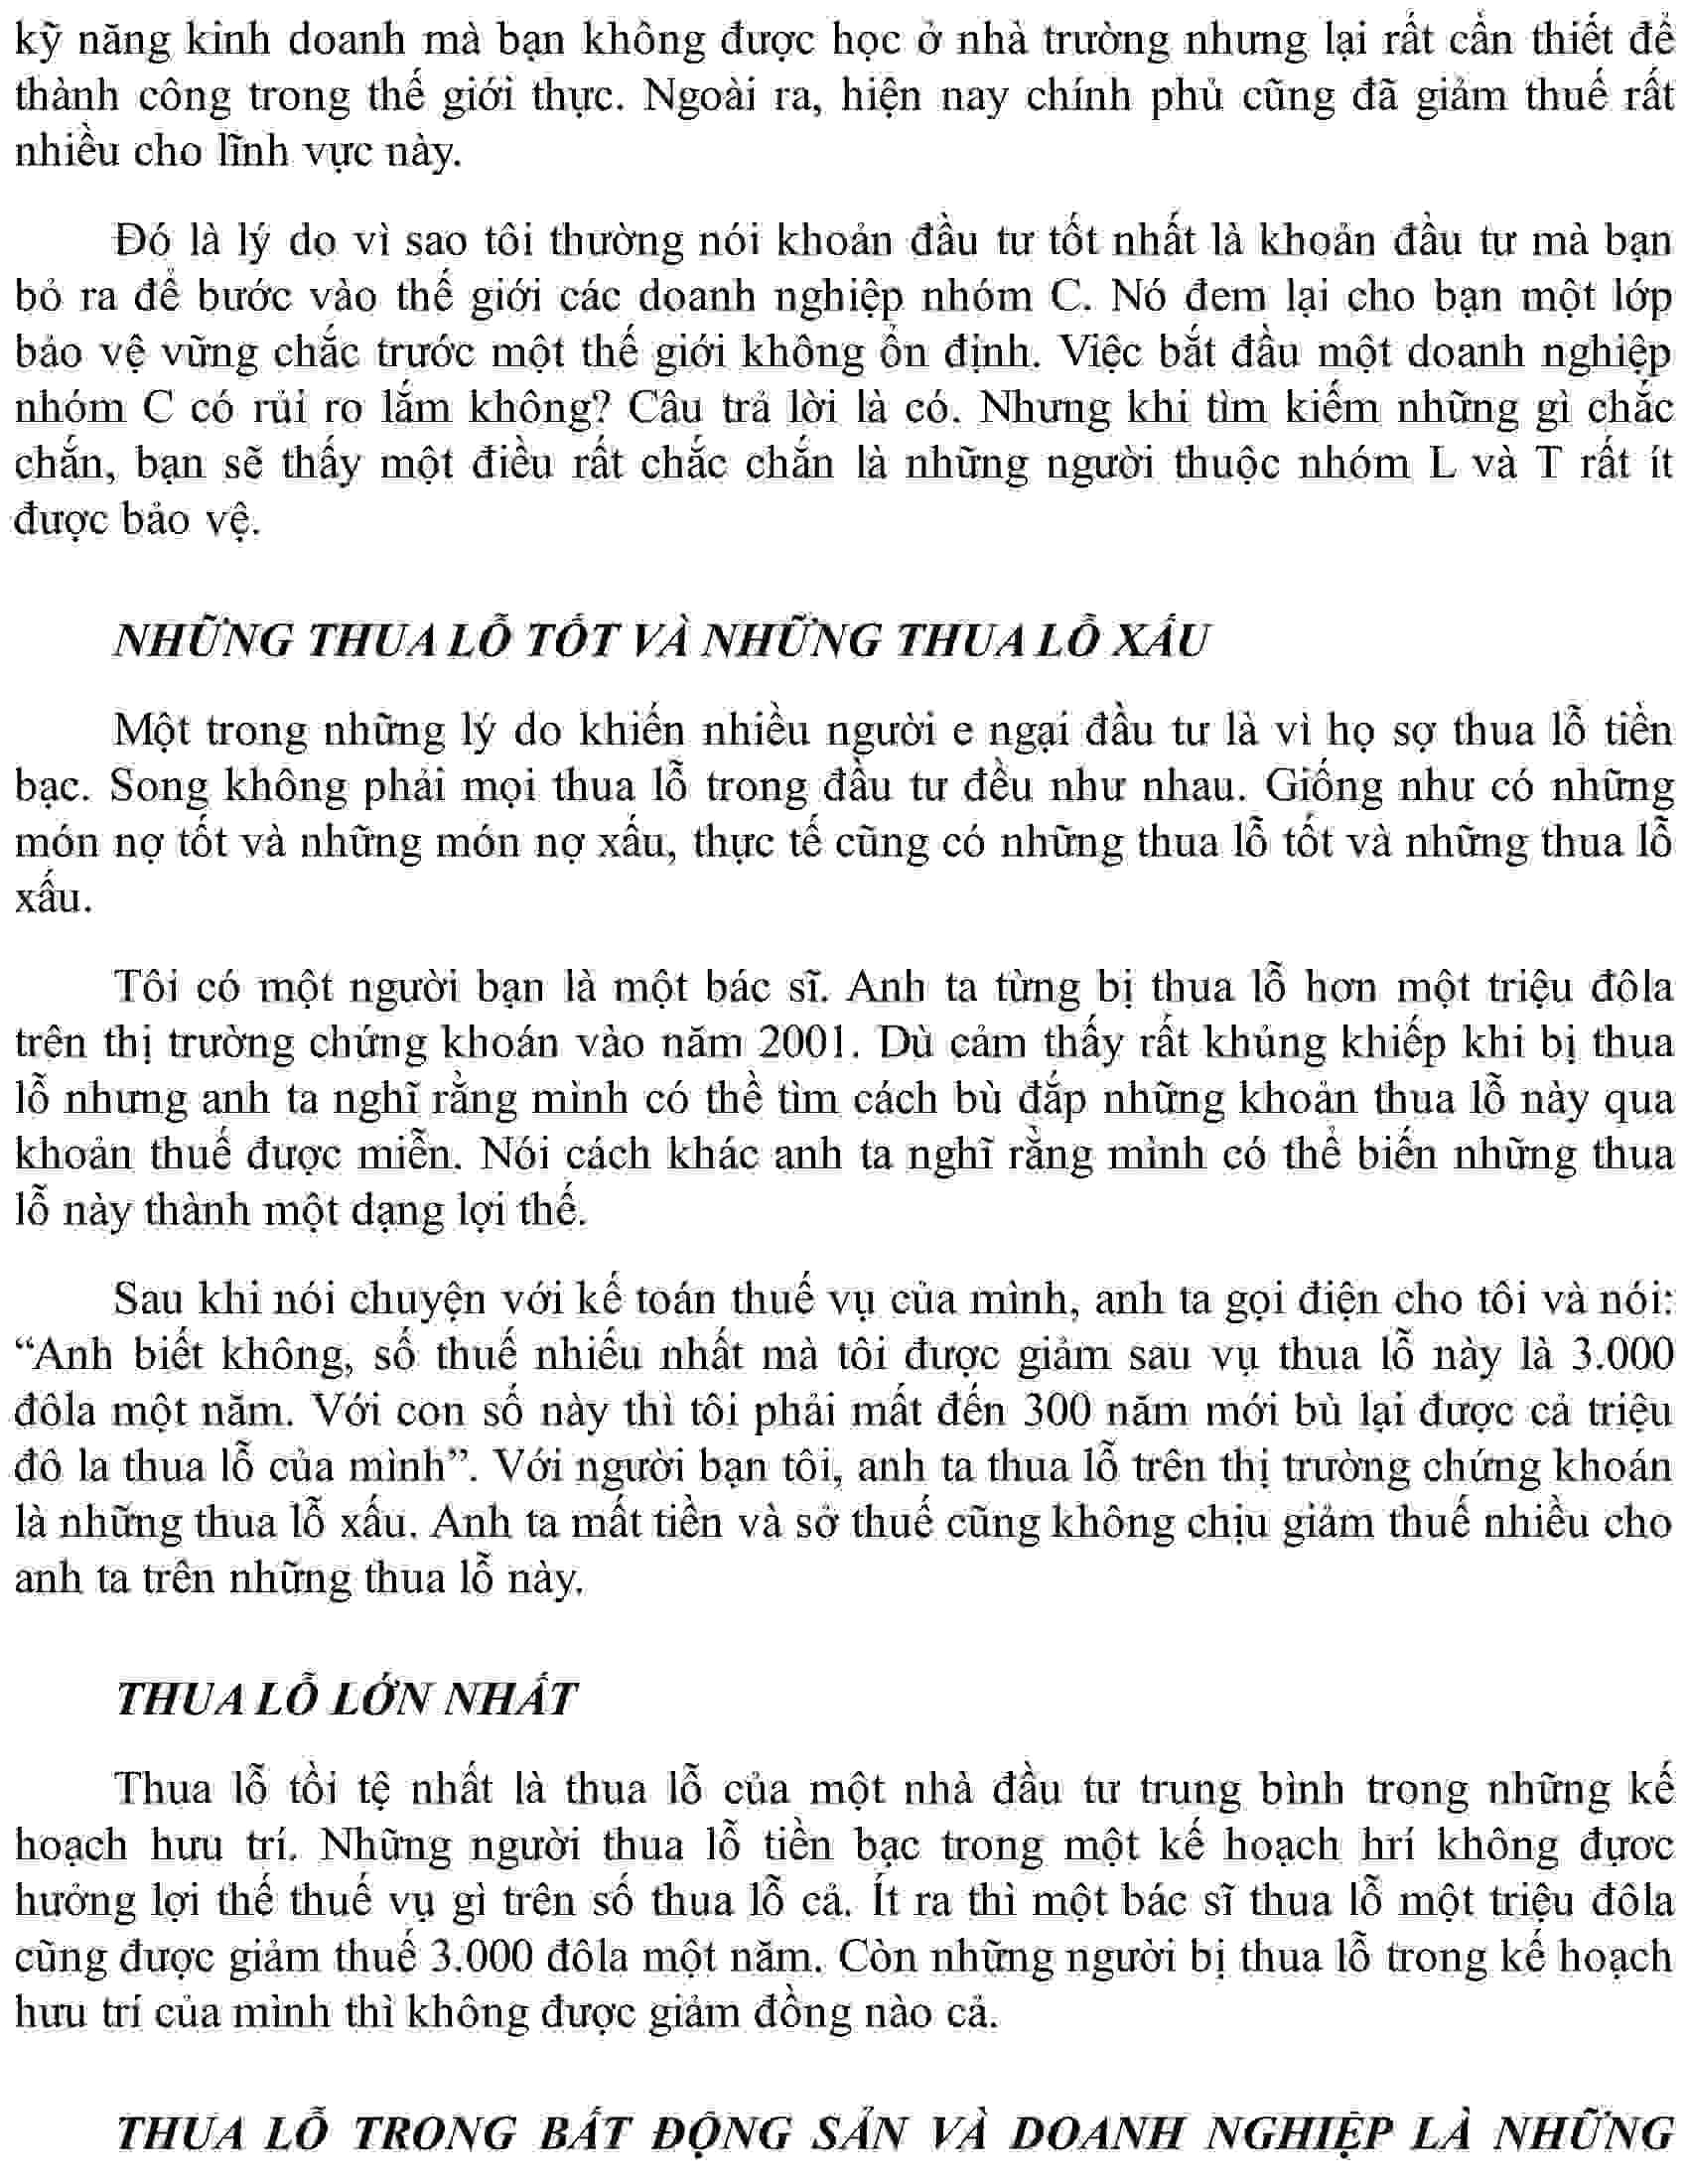 kỹ năng kinh doanh mà bạn không được học ở nhà trường nhưng lại rất cần thiết để
thành công trong thế giới thực. Ngoài ra, hiện nay chính phủ cũng đã giảm thuế rất
nhiều cho lĩnh vực này.
Đó là lý do vì sao tôi thường nói khoản đầu tư tốt nhất là khoản đầu tư mà bạn
bỏ ra để bước vào thế giới các doanh nghiệp nhóm C. Nó đem lại cho bạn một lớp
bảo vệ vững chắc trước một thế giới không ổn định. Việc bắt đầu một doanh nghiệp
nhóm C có rủi ro lắm không? Câu trả lời là có. Nhưng khi tìm kiếm những gì chắc
chắn, bạn sẽ thấy một điều rất chắc chắn là những người thuộc nhóm L và T rất ít
được bảo vệ.
NHỮNG THUA LỖ TỐT VÀ NHỮNG THUA LỖ XẤU
Một trong những lý do khiến nhiều người e ngại đầu tư là vì họ sợ thua lỗ tiền
bạc. Song không phải mọi thua lỗ trong đầu tư đều như nhau. Giống như có những
món nợ tốt và những món nợ xấu, thực tế cũng có những thua lỗ tốt và những thua lỗ
xấu.
Tôi có một người bạn là một bác sĩ. Anh ta từng bị thua lỗ hơn một triệu đôla
trên thị trường chứng khoán vào năm 2001. Dù cảm thấy rất khủng khiếp khi bị thua
lỗ nhưng anh ta nghĩ rằng mình có thề tìm cách bù đắp những khoản thua lỗ này qua
khoản thuế được miễn. Nói cách khác anh ta nghĩ rằng mình có thể biến những thua
lỗ này thành một dạng lợi thế.
Sau khi nói chuyện với kế toán thuế vụ của mình, anh ta gọi điện cho tôi và nói:
“Anh biết không, số thuế nhiếu nhất mà tôi được giảm sau vụ thua lỗ này là 3.000
đôla một năm. Với con số này thì tôi phải mất đến 300 năm mới bù lại được cả triệu
đô la thua lỗ của mình”. Với người bạn tôi, anh ta thua lỗ trên thị trường chứng khoán
là những thua lỗ xấu. Anh ta mất tiền và sở thuế cũng không chịu giảm thuế nhiều cho
anh ta trên những thua lỗ này.
THUA LỖ LỚN NHẤT
Thua lỗ tồi tệ nhất là thua lỗ của một nhà đầu tư trung bình trong những kế
hoạch hưu trí. Những người thua lỗ tiền bạc trong một kế hoạch hrí không đựơc
hưởng lợi thế thuế vụ gì trên số thua lỗ cả. Ít ra thì một bác sĩ thua lỗ một triệu đôla
cũng được giảm thuế 3.000 đôla một năm. Còn những người bị thua lỗ trong kế hoạch
hưu trí của mình thì không được giảm đồng nào cả.
THUA LỖ TRONG BẤT ĐỘNG SẢN VÀ DOANH NGHIỆP LÀ NHỮNG